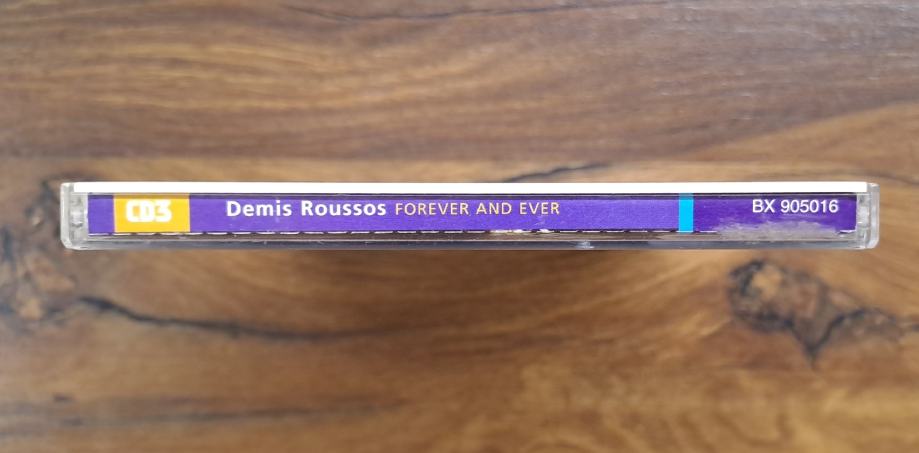 CD3 Demis Roussos FOREVER AND EVER BX 905016